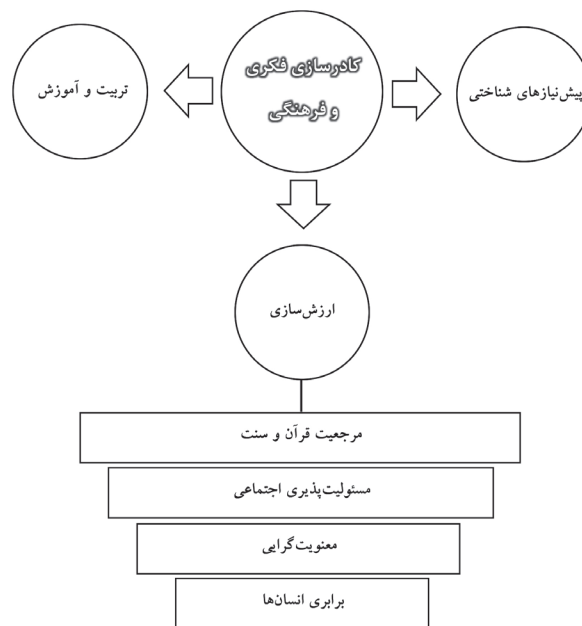 کادرسازی فکری
و فرهنگی
پیش‌نیازهای شناختی
تربیت و آموزش
ارزش‌سازی
مرجعیت قرآن و سنت
مسئولیت‌پذیری اجتماعی
معنویت‌گرایی
برابری انسان‌ها